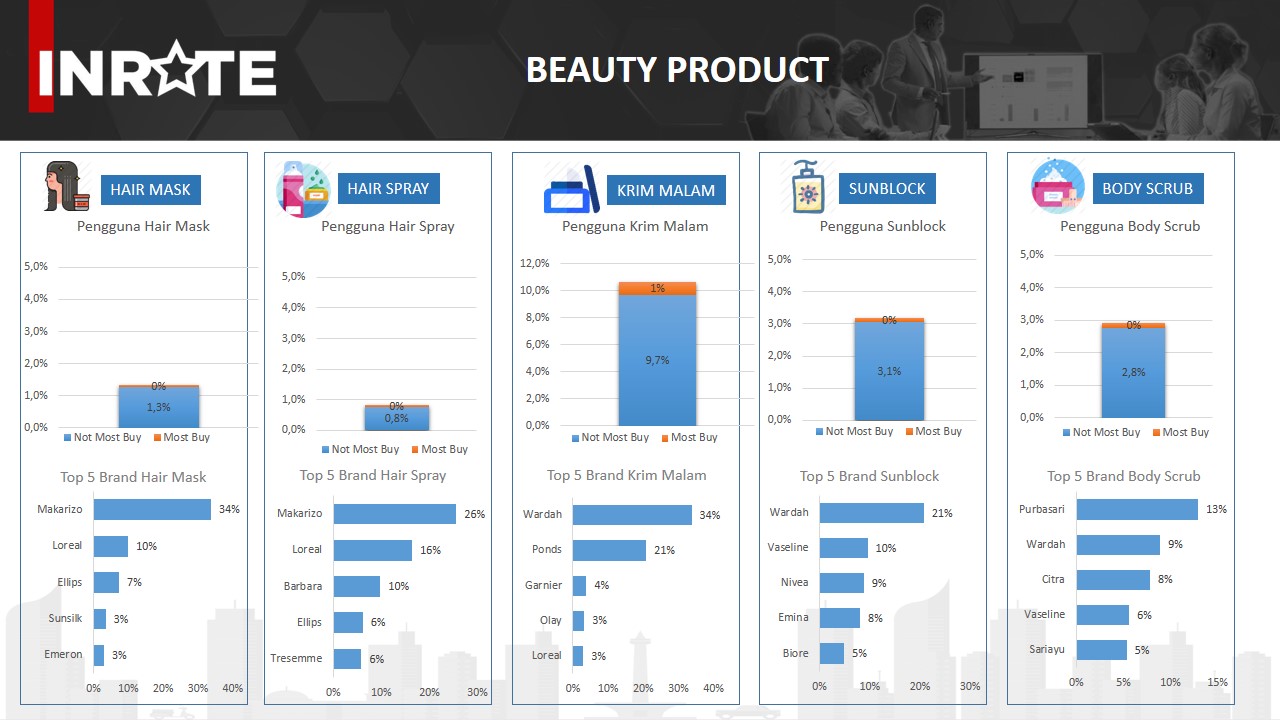 INRATE
BEAUTY PRODUCT
HAIR MASK
Pengguna Hair Mask
5,0%
4,0%
3,0%
2,0%
1,0%
0,0%
0%
1,3%
Not Most Buy Most Buy
Top 5 Brand Hair Mask
Makarizo 34%
Loreal 10%
Ellips 7%
Sunsilk 3%
Emeron 3%
0% 10% 20% 30% 40%
HAIR SPRAY
Pengguna Hair Spray
5,0%
4,0%
3,0%
2,0%
1,0%
0,0%
0%
0,8%
Not Most Buy Most Buy
Top 5 Brand Hair Spray
Makarizo 26%
Loreal 16%
Barbara 10%
Ellips 6%
Tresemme 6%
0% 10% 20% 30%
KRIM MALAM
Pengguna Krim Malam
12,0%
10,0%
8,0%
6,0%
4,0%
2,0%
0,0%
1%
9,7%
Not Most Buy Most Buy
Top 5 Brand Krim Malam
Wardah 34%
Ponds 21%
Garnier 4%
Olay 3%
Loreal 3%
0% 10% 20% 30% 40%
SUNBLOCK
Pengguna Sunblock
5,0%
4,0%
3,0%
2,0%
1,0%
0,0%
0%
3,1%
Not Most Buy Most Buy
Top 5 Brand Sunblock
Wardah 21%
Vaseline 10%
Nivea 9%
Emina 8%
Biore 5%
0% 10% 20% 30%
BODY SCRUB
Pengguna Body Scrub
5,0%
4,0%
3,0%
2,0%
1,0%
0,0%
0%
2,8%
Not Most Buy Most Buy
Top 5 Brand Body Scrub
Purbasari 13%
Wardah 9%
Citra 8%
Vaseline 6%
Sariayu 5%
0% 5% 10% 15%